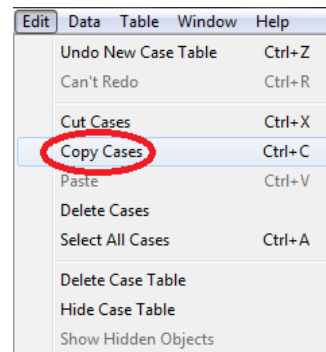 Edit Data Table Window Help
Undo New Case Table Ctrl+Z
Can't Redo Ctrl+R
Cut Cases Ctrl+X
Copy Cases Ctrl+C
Paste Ctrl+V
Delete Cases
Select All Cases Ctrl+A
Delete Case Table
Hide Case Table
Show Hidden Objects